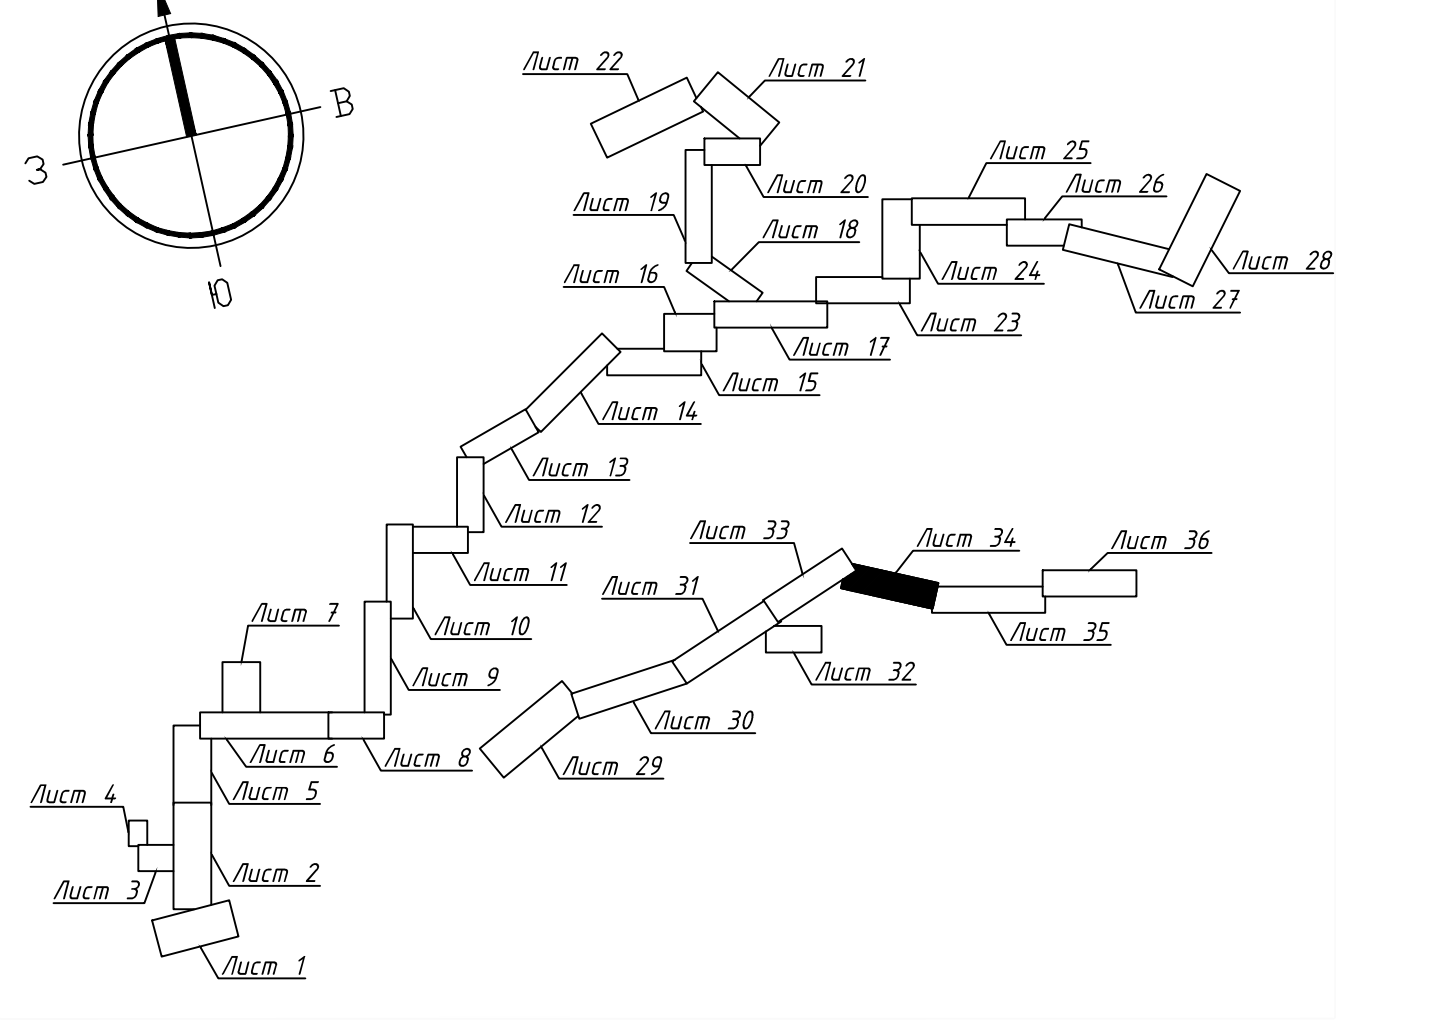 Лист 22
Лист 21
В
З
Лист 25
Лист 26
Лист 20
Лист 19
Лист 18
Лист 28
Лист 16
Лист 24
Ю
Лист 27
Лист 23
Лист 17
Лист 15
Лист 14
Лист 13
Лист 12
Лист 33
Лист 34
Лист 36
Лист 11
Лист 31
Лист 7
Лист 10
Лист 35
Лист 9
Лист 32
Лист 30
Лист 6
Лист 8
Лист 29
Лист 5
Лист 4
Лист 2
Лист 3
Лист 1